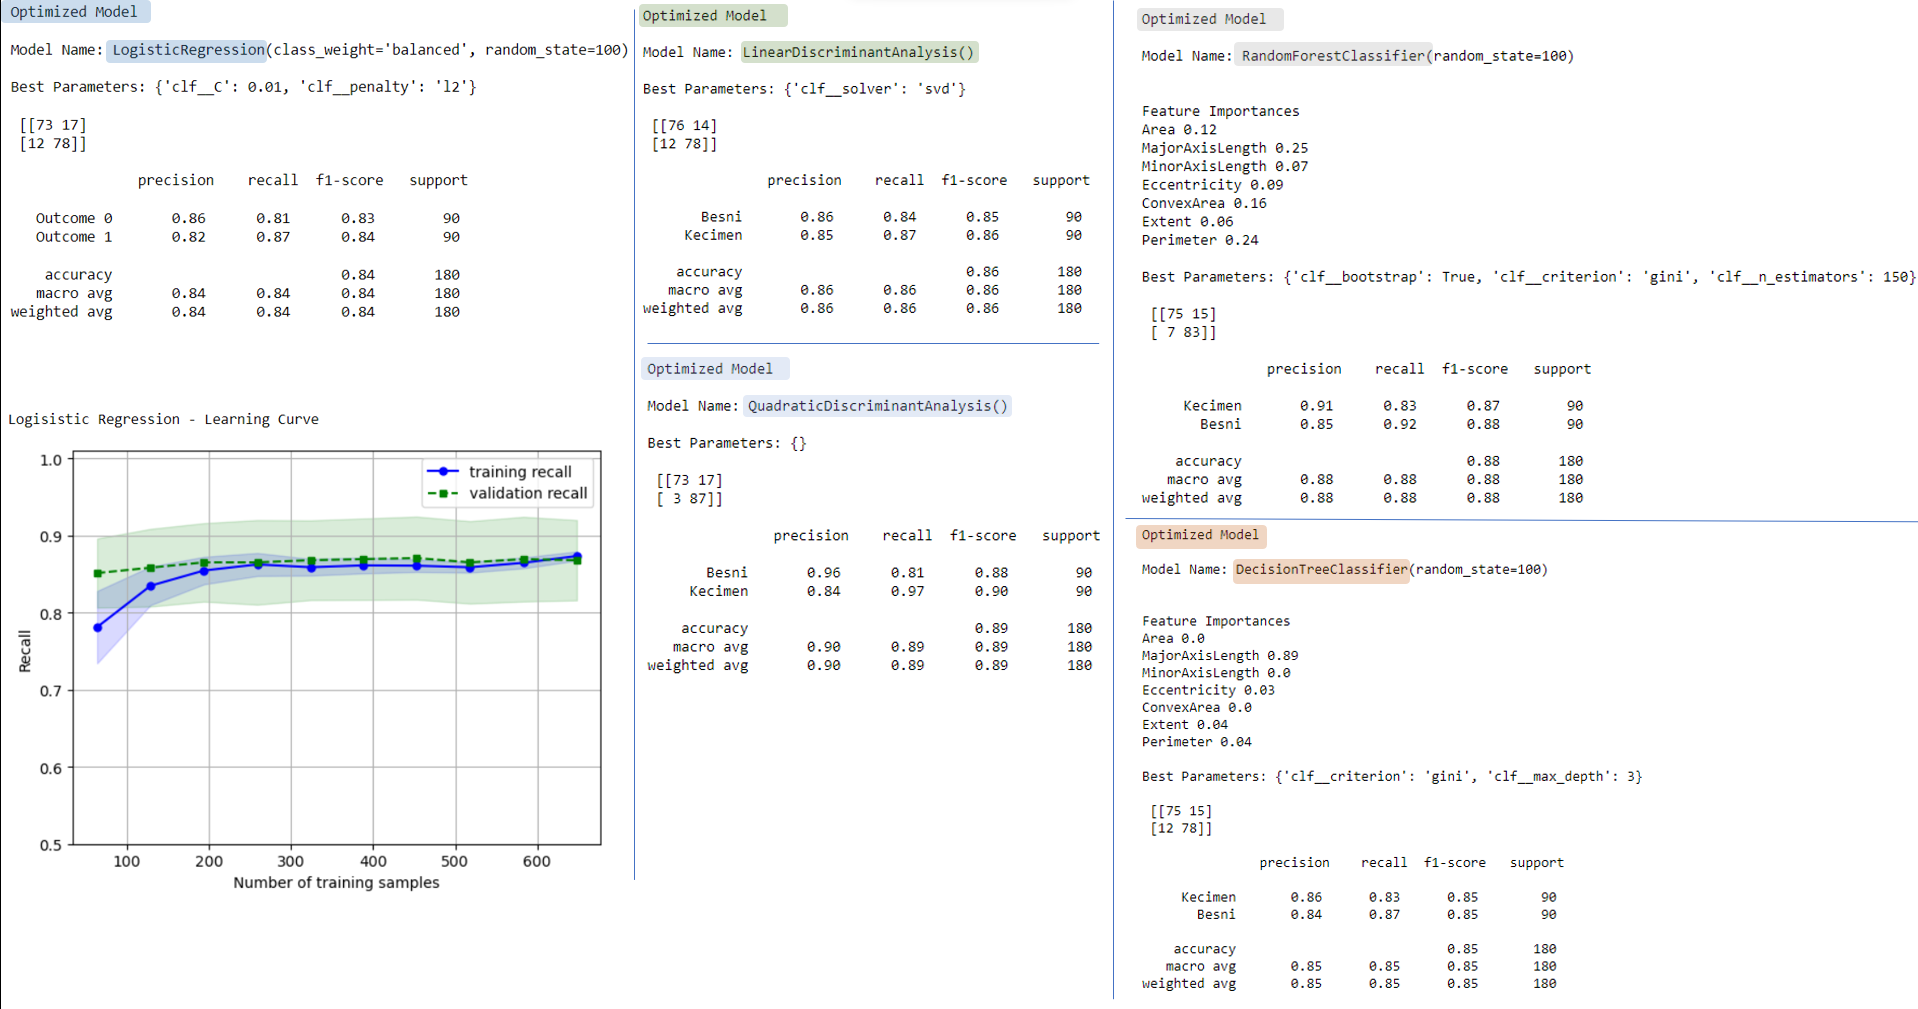 Optimized Model
Model Name: LogisticRegression(class_weight='balanced', random_state=100)
Best Parameters: {'clf__C': 0.01, 'clf__penalty': 'l2'}
[[73 17]
[12 78]]
precision recall f1-score support
Outcome 0 0.86 0.81 0.83 90
Outcome 1 0.82 0.87 0.84 90
accuracy 0.84 180
macro avg 0.84 0.84 0.84 180
weighted avg 0.84 0.84 0.84 180
Logisistic Regression - Learning Curve
training recall
validation recall
1.0
0.9
0.8
0.7
0.6
0.5
Recall
100 200 300 400 500 600
Number of training samples
Optimized Model
Model Name: LinearDiscriminantAnalysis()
Best Parameters: {'clf__solver': 'svd'}
[[76 14]
[12 78]]
precision recall f1-score support
Besni 0.86 0.84 0.85 90
Kecimen 0.85 0.87 0.86 90
accuracy 0.86 180
macro avg 0.86 0.86 0.86 180
weighted avg 0.86 0.86 0.86 180
Optimized Model
Model Name: QuadraticDiscriminantAnalysis()
Best Parameters: {}
[[73 17]
[ 3 87]]
precision recall f1-score support
Besni 0.96 0.81 0.88 90
Kecimen 0.84 0.97 0.90 90
accuracy 0.89 180
macro avg 0.90 0.89 0.89 180
weighted avg 0.90 0.89 0.89 180
Optimized Model
Model Name: RandomForestClassifier(random_state=100)
Feature Importances
Area 0.12
MajorAxisLength 0.25
MinorAxisLength 0.07
Eccentricity 0.09
ConvexArea 0.16
Extent 0.06
Perimeter 0.24
Best Parameters: {'clf__bootstrap': True, 'clf__criterion': 'gini', 'clf__n_estimators': 150}
[[75 15]
[ 7 83]]
precision recall f1-score support
Kecimen 0.91 0.83 0.87 90
Besni 0.85 0.92 0.88 90
accuracy 0.88 180
macro avg 0.88 0.88 0.88 180
weighted avg 0.88 0.88 0.88 180
Optimized Model
Model Name: DecisionTreeClassifier(random_state=100)
Feature Importances
Area 0.0
MajorAxisLength 0.89
MinorAxisLength 0.0
Eccentricity 0.03
ConvexArea 0.0
Extent 0.04
Perimeter 0.04
Best Parameters: {'clf__criterion': 'gini', 'clf__max_depth': 3}
[[75 15]
[12 78]]
precision recall f1-score support
Kecimen 0.86 0.83 0.85 90
Besni 0.84 0.87 0.85 90
accuracy 0.85 180
macro avg 0.85 0.85 0.85 180
weighted avg 0.85 0.85 0.85 180